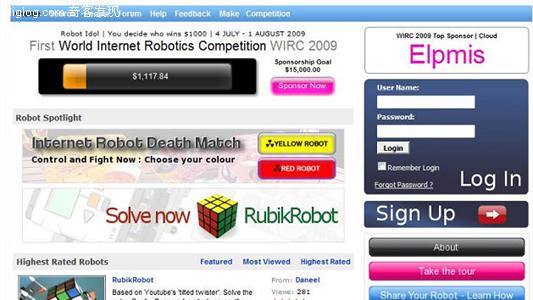 iglog.com 奇客发现
Forum Help Feedback Make Competition
Robot Idol | You decide who wins $1000 | 4 JULY - 1 AUGUST 2009
First World Internet Robotics Competition WIRC 2009
$1,117.84
Sponsorship Goal
$15,000.00
Sponsor Now
WIRC 2009 Top Sponsor | Cloud
Elpmis
User Name:
Password:
Login
Remember Login
Forgot Password ?
Log In
Sign Up
Robot Spotlight
Internet Robot Death Match
Control and Fight Now : Choose your colour
YELLOW ROBOT
RED ROBOT
Solve now RubikRobot
About
Take the tour
Share Your Robot - Learn How
Highest Rated Robots Featured Most Viewed Highest Rated
RubikRobot
Based on Youtube's 'tilted twister'. Solve the
From: Daneel
Views: 281